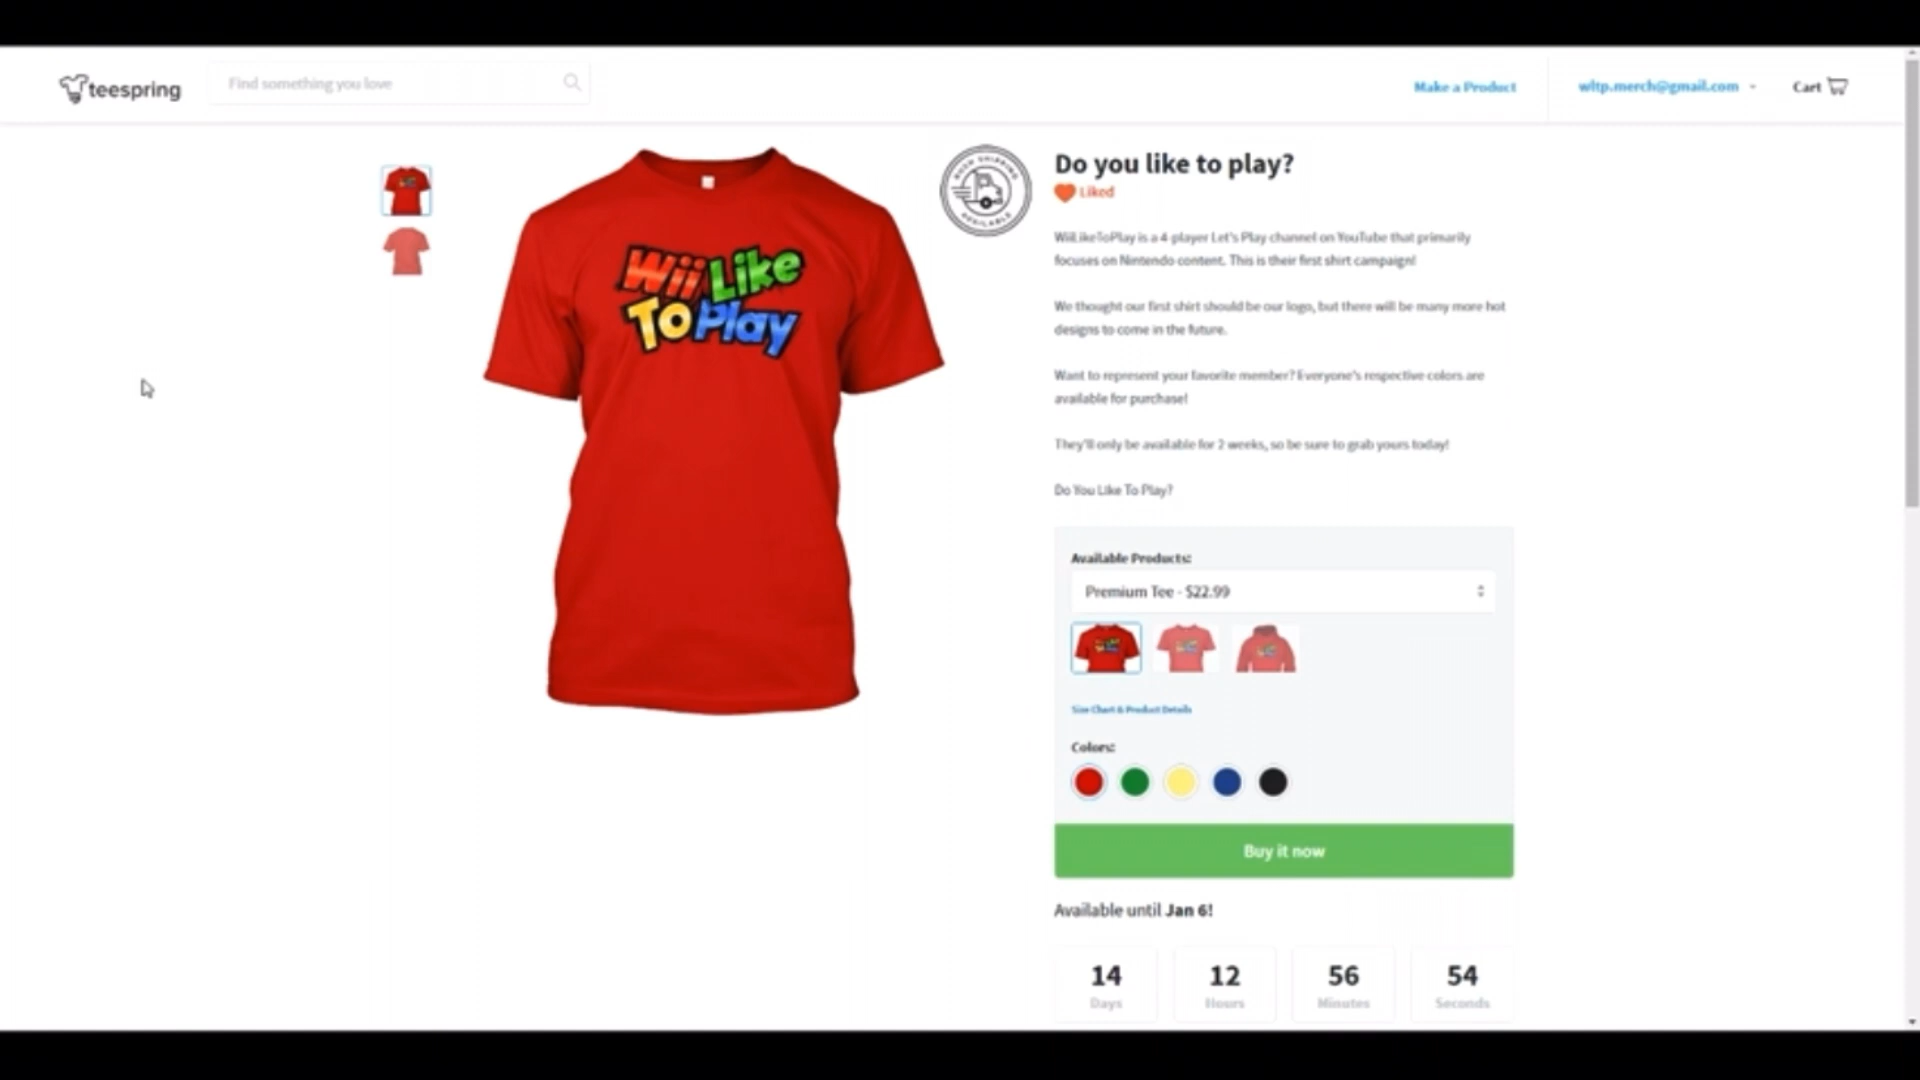 teespring
Find something you love
Make a Product
wltp.merch@gmail.com
Cart
Wii Like
To Play
RUSH SHIPPING
AVAILABLE
Do you like to play?
Liked
WiiLikeToPlay is a 4-player Let's Play channel on YouTube that primarily
focuses on Nintendo content. This is their first shirt campaign!
We thought our first shirt should be our logo, but there will be many more hot
designs to come in the future.
Want to represent your favorite member? Everyone's respective colors are
available for purchase!
They'll only be available for 2 weeks, so be sure to grab yours today!
Do You Like To Play?
Available Products:
Premium Tee - $22.99
Size Chart & Product Details
Colors:
Buy it now
Available until Jan 6!
14 12 56 54
Days Hours Minutes Seconds